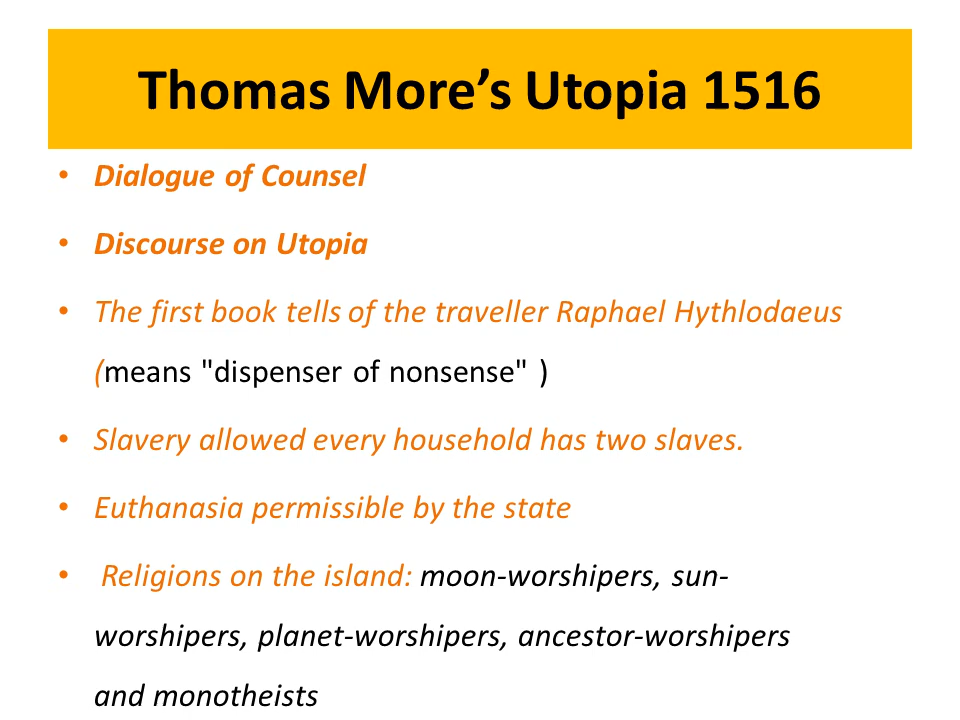 Thomas More’s Utopia 1516
• Dialogue of Counsel
• Discourse on Utopia
• The first book tells of the traveller Raphael Hythlodaeus
(means "dispenser of nonsense" )
• Slavery allowed every household has two slaves.
• Euthanasia permissible by the state
• Religions on the island: moon-worshipers, sun-
worshipers, planet-worshipers, ancestor-worshipers
and monotheists